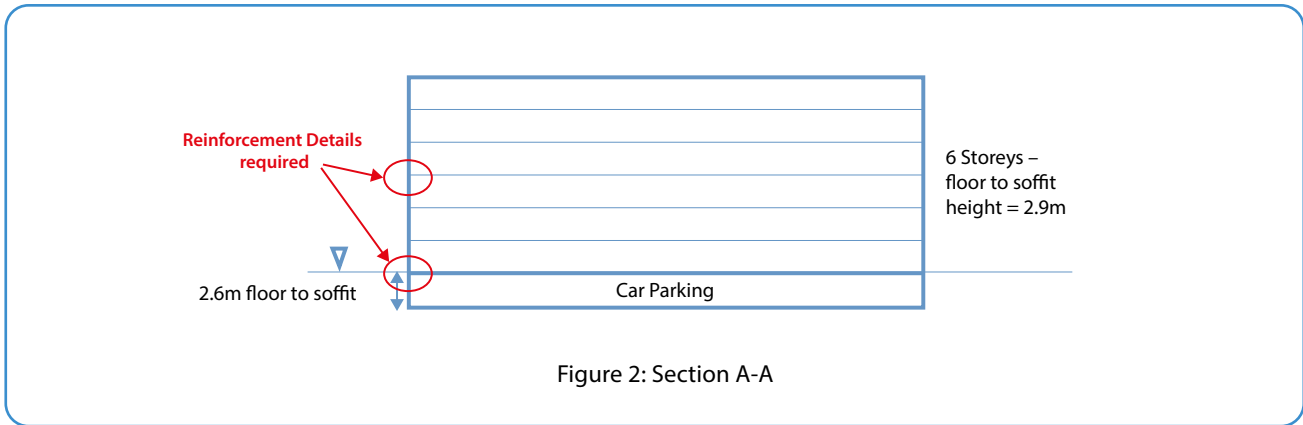 Reinforcement Details
required
6 Storeys –
floor to soffit
height = 2.9m
2.6m floor to soffit
Car Parking
Figure 2: Section A-A